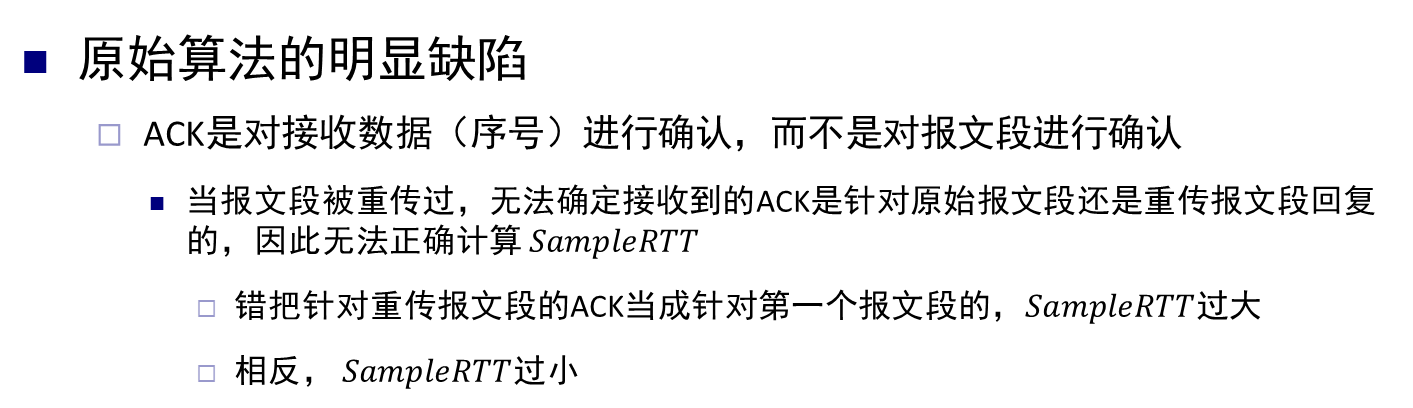 原始算法的明显缺陷
ACK是对接收数据（序号）进行确认，而不是对报文段进行确认
当报文段被重传过，无法确定接收到的ACK是针对原始报文段还是重传报文段回复
的，因此无法正确计算 SampleRTT
错把针对重传报文段的ACK当成针对第一个报文段的，SampleRTT过大
相反， SampleRTT过小